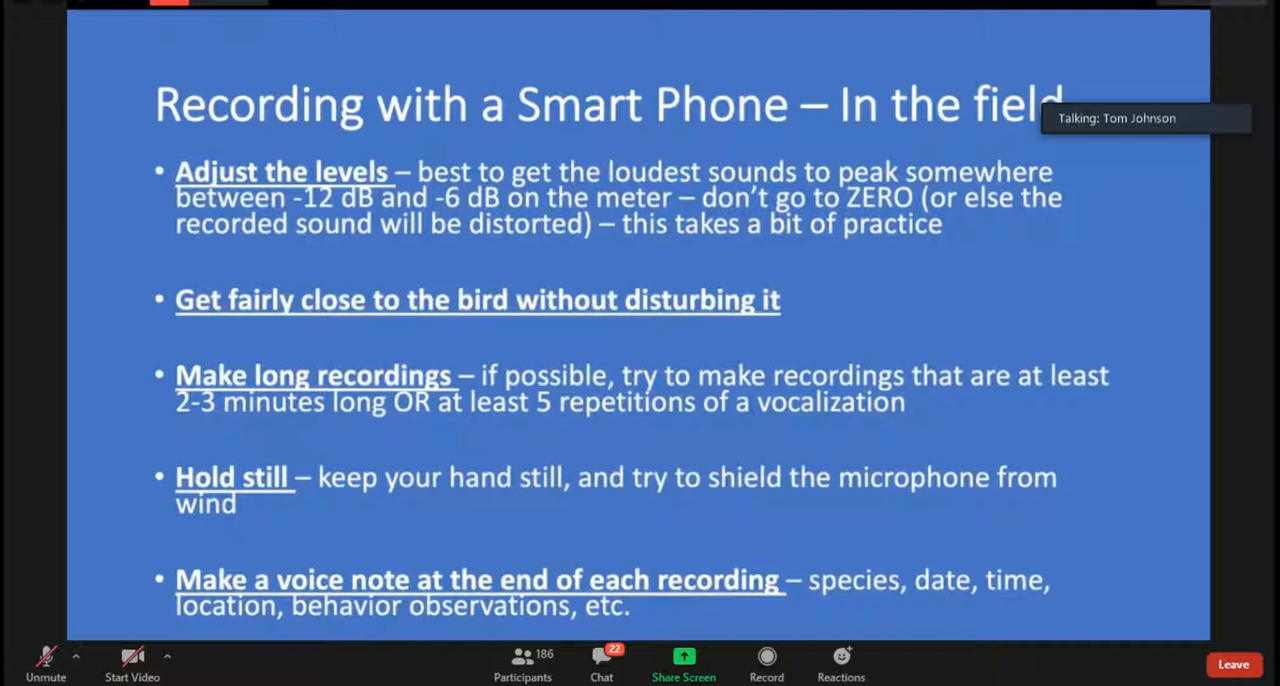 Recording with a Smart Phone – In the field
Talking: Tom Johnson
• Adjust the levels – best to get the loudest sounds to peak somewhere
between -12 dB and -6 dB on the meter – don't go to ZERO (or else the
recorded sound will be distorted) – this takes a bit of practice
• Get fairly close to the bird without disturbing it
• Make long recordings – if possible, try to make recordings that are at least
2-3 minutes long OR at least 5 repetitions of a vocalization
• Hold still – keep your hand still, and try to shield the microphone from
wind
• Make a voice note at the end of each recording – species, date, time,
location, behavior observations, etc.
186
22
Unmute
Start Video
Participants
Chat
Share Screen
Record
Reactions
Leave